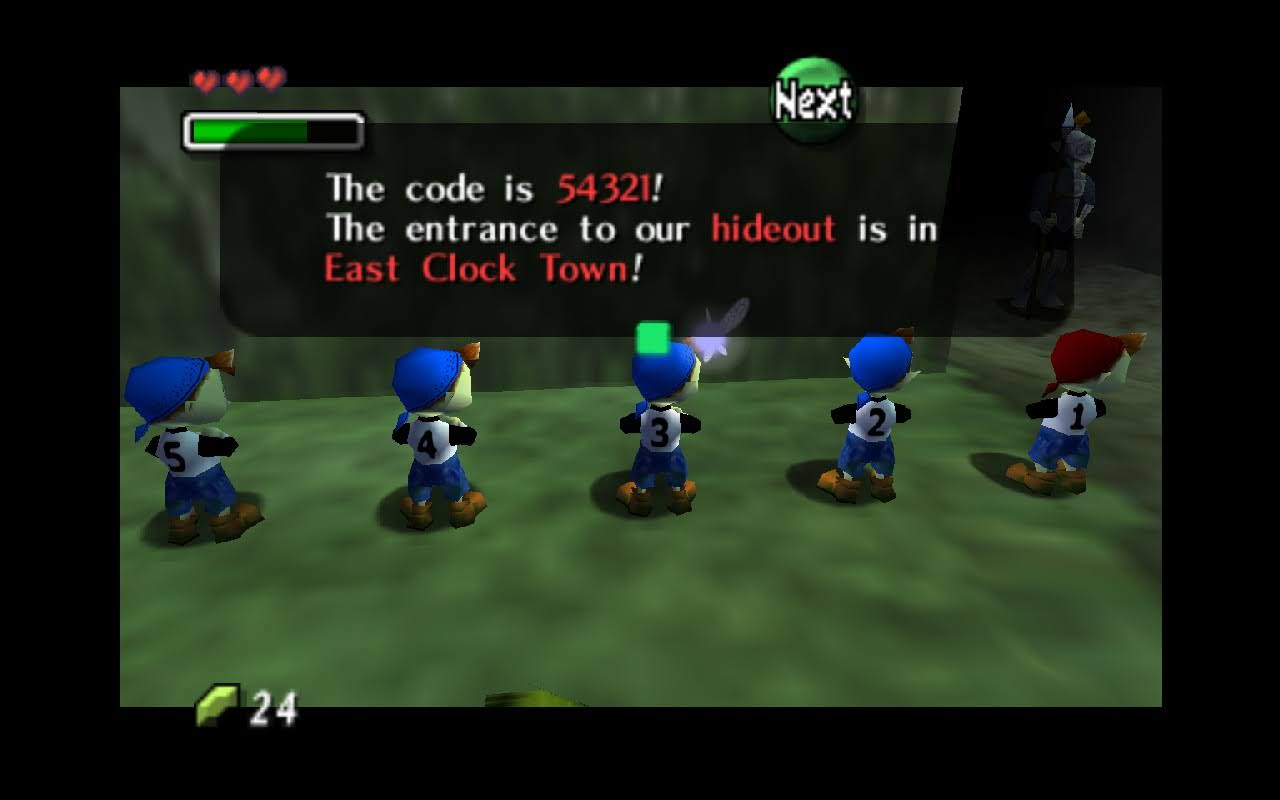 Next
The code is 54321!
The entrance to our hideout is in
East Clock Town!
5 4 3 2 1
24